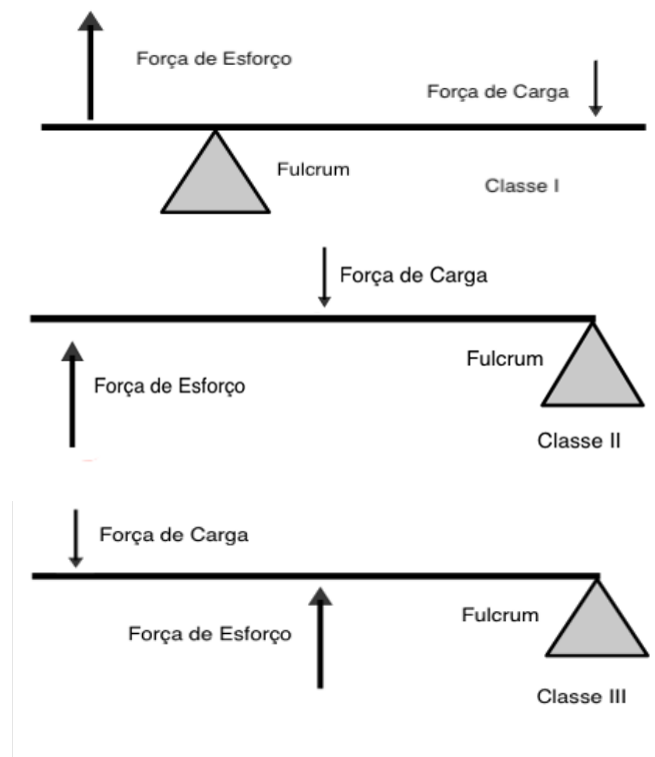 Força de Esforço
Força de Carga
Fulcrum
Classe I
Força de Carga
Fulcrum
Força de Esforço
Classe II
Força de Carga
Fulcrum
Força de Esforço
Classe III